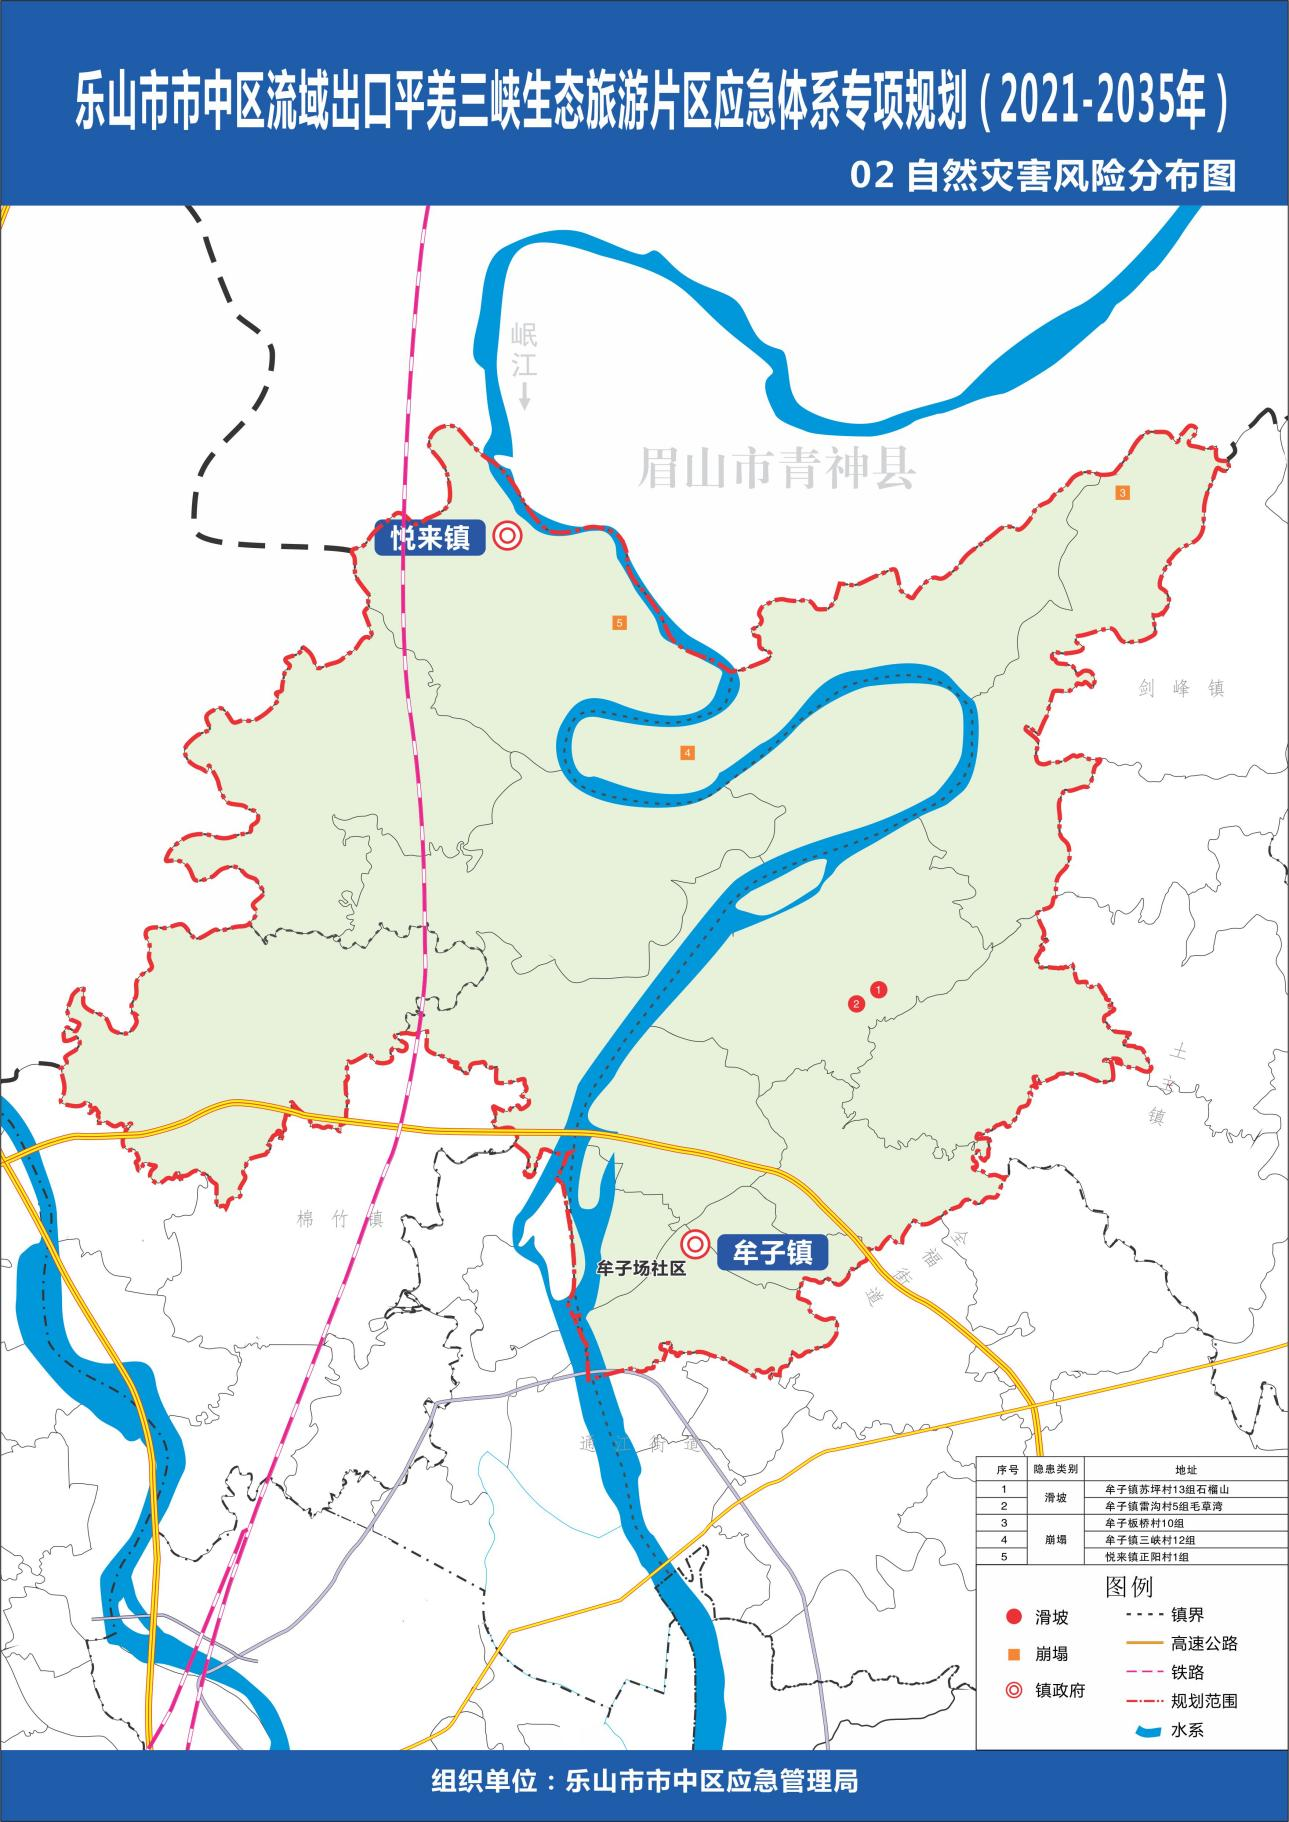 乐山市市中区流域出口平羌三峡生态旅游片区应急体系专项规划（2021-2035年）
02 自然灾害风险分布图
岷江
眉山市青神县
3
悦来镇
5
剑峰镇
4
1
2
土主镇
棉竹镇
全福街道
牟子镇
牟子场社区
通江街道
序号 隐患类别 地址
1 滑坡 牟子镇苏坪村13组石榴山
2 牟子镇雷沟村5组毛草湾
3 崩塌 牟子板桥村10组
4 牟子镇三峡村12组
5 悦来镇正阳村1组
图例
滑坡 镇界
崩塌 高速公路
镇政府 铁路
规划范围
水系
组织单位：乐山市市中区应急管理局